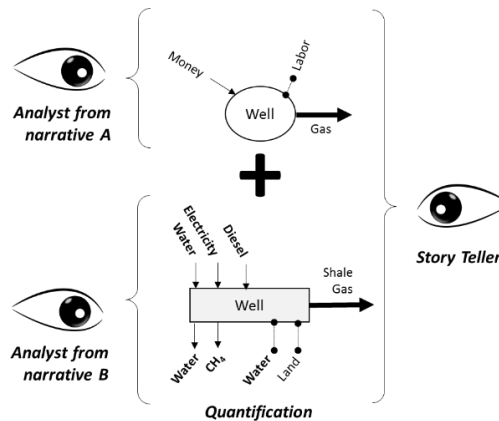 Money
Labor
Well
Gas
Analyst from
narrative A
Electricity
Water
Diesel
Shale
Gas
Well
Story Teller
Water
CH₄
Water
Land
Analyst from
narrative B
Quantification